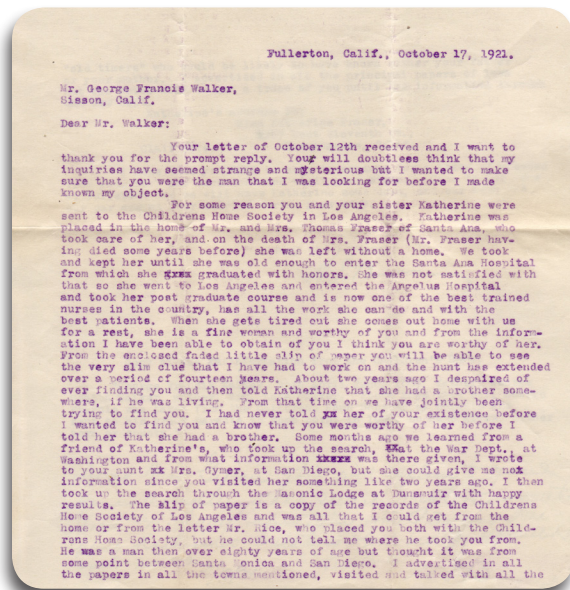 Fullerton, Calif., October 17, 1921.
Mr. George Francis Walker,
Sisson, Calif.
Dear Mr. Walker:
Your letter of October 12th received and I want to
thank you for the prompt reply. Your will doubtless think that my
inquiries have seemed strange and mysterious but I wanted to make
sure that you were the man that I was looking for before I made
known my object.
For some reason you and your sister Katherine were
sent to the Childrens Home Society in Los Angeles. Katherine was
placed in the home of Mr. and Mrs. Thomas Fraser of Santa Ana, who
took care of her, and on the death of Mrs. Fraser (Mr. Fraser hav-
ing died some years before) she was left without a home. We took
and kept her until she was old enough to enter the Santa Ana Hospital
from which she graduated with honors. She was not satisfied with
that so she went to Los Angeles and entered the Angelus Hospital
and took her post graduate course and is now one of the best trained
nurses in the country, has all the work she can do and with the
best patients. When she gets tired out she comes out home with us
for a rest, she is a fine woman and worthy of you and from the inform-
ation I have been able to obtain of you I think you are worthy of her.
From the enclosed faded little slip of paper you will be able to see
the very slim clue that I have had to work on and the hunt has extended
over a period of fourteen years. About two years ago I despaired of
ever finding you and then told Katherine that she had a brother some-
where, if he was living. From that time on we have jointly been
trying to find you. I had never told her of your existence before
I wanted to find you and know that you were worthy of her before I
told her that she had a brother. Some months ago we learned from a
friend of Katherine's, who took up the search, at the War Dept., at
Washington and from what information was there given, I wrote
to your aunt Mrs. Gymer, at San Diego, but she could give me no
information since you visited her something like two years ago. I then
took up the search through the Masonic Lodge at Dunsmuir with happy
results. The slip of paper is a copy of the records of the Childrens
Home Society of Los Angeles and was all that I could get from the
home or from the letter Mr. Rice, who placed you both with the Child-
rens Home Society, but he could not tell me where he took you from.
He was a man then over eighty years of age but thought it was from
some point between Santa Monica and San Diego. I advertised in all
the papers in all the towns mentioned, visited and talked with all the